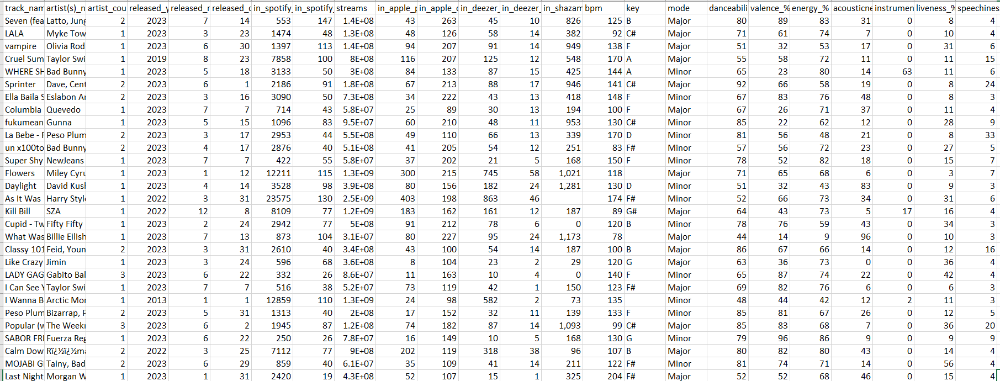 track_nam artist(s)_n artist_cou released_y released_r released_c in_spotify_ in_spotify_ streams in_apple_p in_apple_c in_deezer_ in_deezer_ in_shazam bpm key mode danceabili valence_% energy_% acousticne instrumen liveness_% speechines
Seven (fea Latto, Jung 2 2023 7 14 553 147 1.4E+08 43 263 45 10 826 125 B Major 80 89 83 31 0 8 4
LALA Myke Tow 1 2023 3 23 1474 48 1.3E+08 48 126 58 14 382 92 C# Major 71 61 74 7 0 10 4
vampire Olivia Rod 1 2023 6 30 1397 113 1.4E+08 94 207 91 14 949 138 F Major 51 32 53 17 0 31 6
Cruel Sum Taylor Swi 1 2019 8 23 7858 100 8E+08 116 207 125 12 548 170 A Major 55 58 72 11 0 11 15
WHERE SH Bad Bunny 1 2023 5 18 3133 50 3E+08 84 133 87 15 425 144 A Minor 65 23 80 14 63 11 6
Sprinter Dave, Cent 2 2023 6 1 2186 91 1.8E+08 67 213 88 17 946 141 C# Major 92 66 58 19 0 8 24
Ella Baila S Eslabon Ar 2 2023 3 16 3090 50 7.3E+08 34 222 43 13 418 148 F Minor 67 83 76 48 0 8 3
Columbia Quevedo 1 2023 7 7 714 43 5.8E+07 25 89 30 13 194 100 F Major 67 26 71 37 0 11 4
fukumean Gunna 1 2023 5 15 1096 83 9.5E+07 60 210 48 11 953 130 C# Minor 85 22 62 12 0 28 9
La Bebe - R Peso Plum 2 2023 3 17 2953 44 5.5E+08 49 110 66 13 339 170 D Minor 81 56 48 21 0 8 33
un x100to Bad Bunny 2 2023 4 17 2876 40 5.1E+08 41 205 54 12 251 83 F# Minor 57 56 72 23 0 27 5
Super Shy NewJeans 1 2023 7 7 422 55 5.8E+07 37 202 21 5 168 150 F Minor 78 52 82 18 0 15 7
Flowers Miley Cyru 1 2023 1 12 12211 115 1.3E+09 300 215 745 58 1,021 118 Major 71 65 68 6 0 3 7
Daylight David Kusl 1 2023 4 14 3528 98 3.9E+08 80 156 182 24 1,281 130 D Minor 51 32 43 83 0 9 3
As It Was Harry Style 1 2022 3 31 23575 130 2.5E+09 403 198 863 46 174 F# Minor 52 66 73 34 0 31 6
Kill Bill SZA 1 2022 12 8 8109 77 1.2E+09 183 162 161 12 187 89 G# Major 64 43 73 5 17 16 4
Cupid - Tw Fifty Fifty 1 2023 2 24 2942 77 5E+08 91 212 78 6 0 120 B Minor 78 76 59 43 0 34 3
What Was Billie Eilish 1 2023 7 13 873 104 3.1E+07 80 227 95 24 1,173 78 Major 44 14 9 96 0 10 3
Classy 101 Feid, Youn 2 2023 3 31 2610 40 3.4E+08 43 100 54 14 187 100 B Major 86 67 66 14 0 12 16
Like Crazy Jimin 1 2023 3 24 596 68 3.6E+08 8 104 23 2 29 120 G Major 63 36 73 0 0 36 4
LADY GAG Gabito Bal 3 2023 6 22 332 26 8.6E+07 11 163 10 4 0 140 F Minor 65 87 74 22 0 42 4
I Can See Y Taylor Swi 1 2023 7 7 516 38 5.2E+07 73 119 42 1 150 123 F# Major 69 82 76 6 0 6 3
I Wanna B Arctic Mor 1 2013 1 1 12859 110 1.3E+09 24 98 582 2 73 135 Minor 48 44 42 12 2 11 3
Peso Plum Bizarrap, P 2 2023 5 31 1313 40 2E+08 17 152 32 11 139 133 F Minor 85 81 67 26 0 12 5
Popular (w The Weekr 3 2023 6 2 1945 87 1.2E+08 74 182 87 14 1,093 99 C# Major 85 83 68 7 0 36 20
SABOR FRE Fuerza Reg 1 2023 6 22 250 26 7.8E+07 16 149 10 5 168 130 G Minor 79 96 86 9 0 9 9
Calm Dow Rï¿½ï¿½ma 2 2022 3 25 7112 77 9E+08 202 119 318 38 96 107 B Major 80 82 80 43 0 14 4
MOJABI G Tainy, Bad 2 2023 6 29 859 40 6.1E+07 35 109 41 14 211 122 F# Minor 81 74 71 14 0 56 4
Last Night Morgan W 1 2023 1 31 2420 19 4.3E+08 52 107 15 1 325 204 F# Major 52 52 68 46 0 15 4